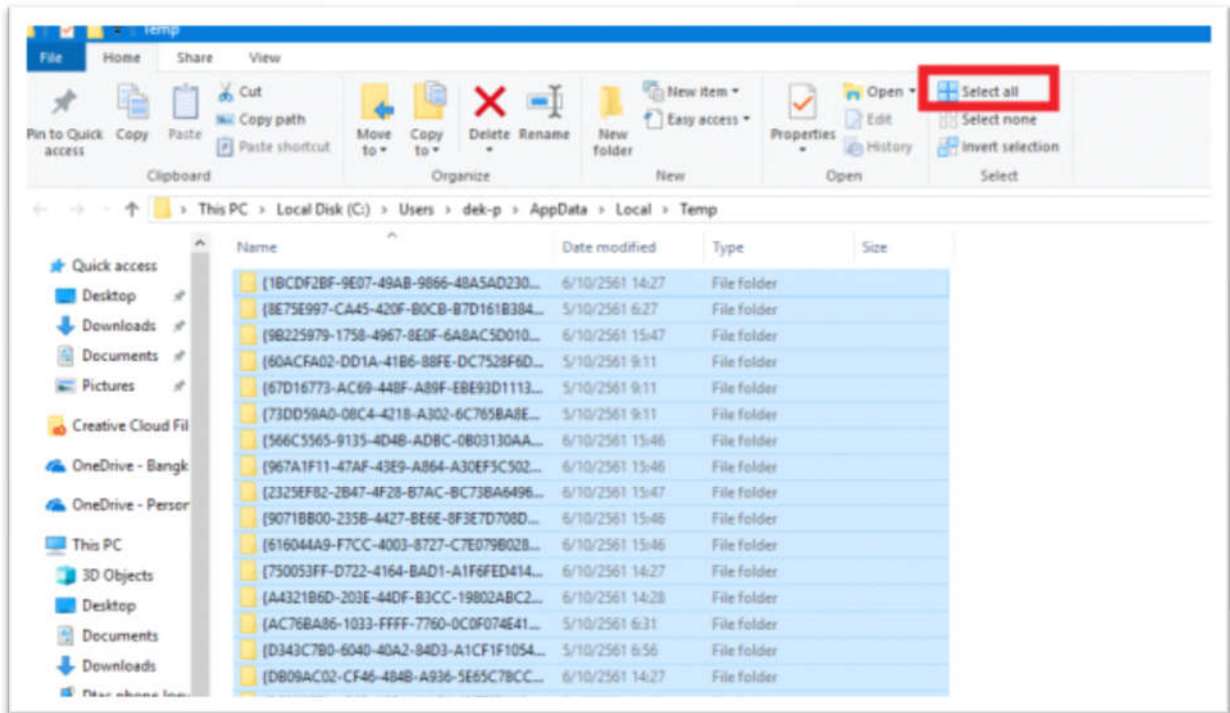 Temp
File Home Share View
Pin to Quick access
Copy
Paste
Cut
Copy path
Paste shortcut
Clipboard
Move to
Copy to
Delete
Rename
Organize
New folder
New item
Easy access
New
Properties
Open
Edit
History
Open
Select all
Select none
Invert selection
Select
This PC > Local Disk (C:) > Users > dek-p > AppData > Local > Temp
Quick access
Desktop
Downloads
Documents
Pictures
Creative Cloud Fil
OneDrive - Bangk
OneDrive - Person
This PC
3D Objects
Desktop
Documents
Downloads
Name Date modified Type Size
{1BCDF2BF-9E07-49AB-9866-48A5AD230... 6/10/2561 14:27 File folder
{8E75E997-CA45-420F-B0CB-B7D161B384... 5/10/2561 6:27 File folder
{9B225979-1758-4967-8E0F-6A8AC5D010... 6/10/2561 15:47 File folder
{60ACFA02-DD1A-41B6-88FE-DC7528F6D... 5/10/2561 9:11 File folder
{67D16773-AC69-448F-A89F-EBE93D1113... 5/10/2561 9:11 File folder
{73DD59A0-08C4-4218-A302-6C765BA8E... 5/10/2561 9:11 File folder
{566C5565-9135-4D4B-ADBC-0B03130AA... 6/10/2561 15:46 File folder
{967A1F11-47AF-43E9-A864-A30EF5C502... 6/10/2561 15:46 File folder
{2325EF82-2B47-4F28-B7AC-BC73BA6496... 6/10/2561 15:47 File folder
{9071BB00-235B-4427-BE6E-8F3E7D708D... 6/10/2561 15:46 File folder
{616044A9-F7CC-4003-8727-C7E079B028... 6/10/2561 15:46 File folder
{750053FF-D722-4164-BAD1-A1F6FED414... 6/10/2561 14:27 File folder
{A4321B6D-203E-44DF-B3CC-19802ABC2... 6/10/2561 14:28 File folder
{AC76BA86-1033-FFFF-7760-0C0F074E41... 5/10/2561 6:31 File folder
{D343C7B0-6040-40A2-84D3-A1CF1F1054... 5/10/2561 6:56 File folder
{DB09AC02-CF46-484B-A936-5E65C78CC... 6/10/2561 14:27 File folder